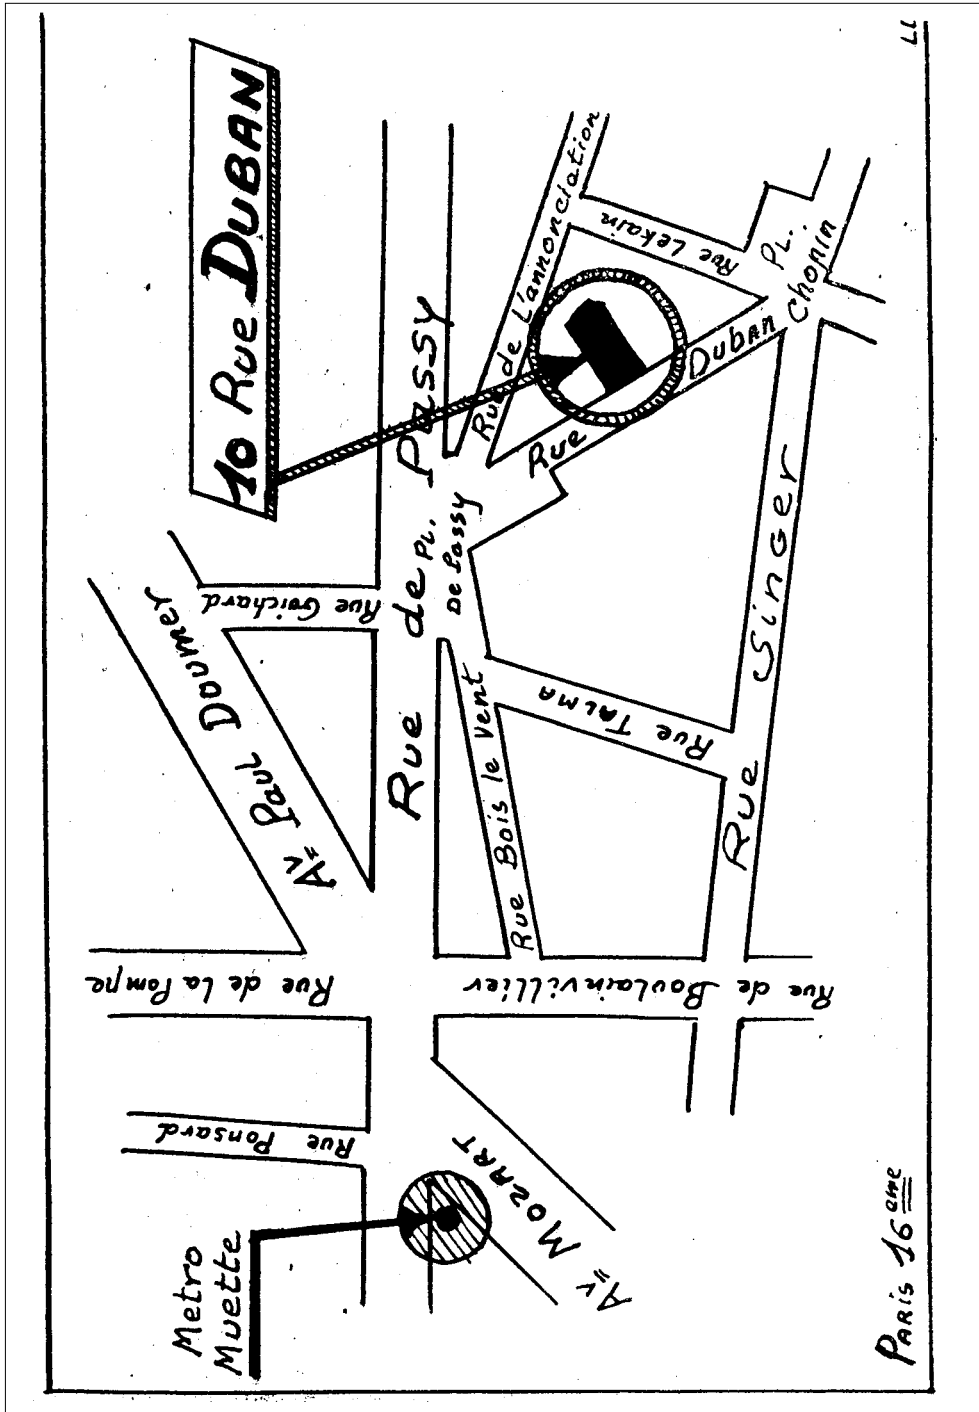 10 Rue DUBAN
Av= Paul Doumer
Rue Guichard
Rue de PASSY
PL.
De Passy
Rue de L'annonciation
Rue Lekain
PL.
Chopin
Rue Duban
Rue Singer
Rue TALMA
Rue Bois le Vent
Rue de la Pompe
Rue de Boulainvillier
Rue Ponsard
Av= MOZART
Metro
Muette
PARIS 16eme
LL